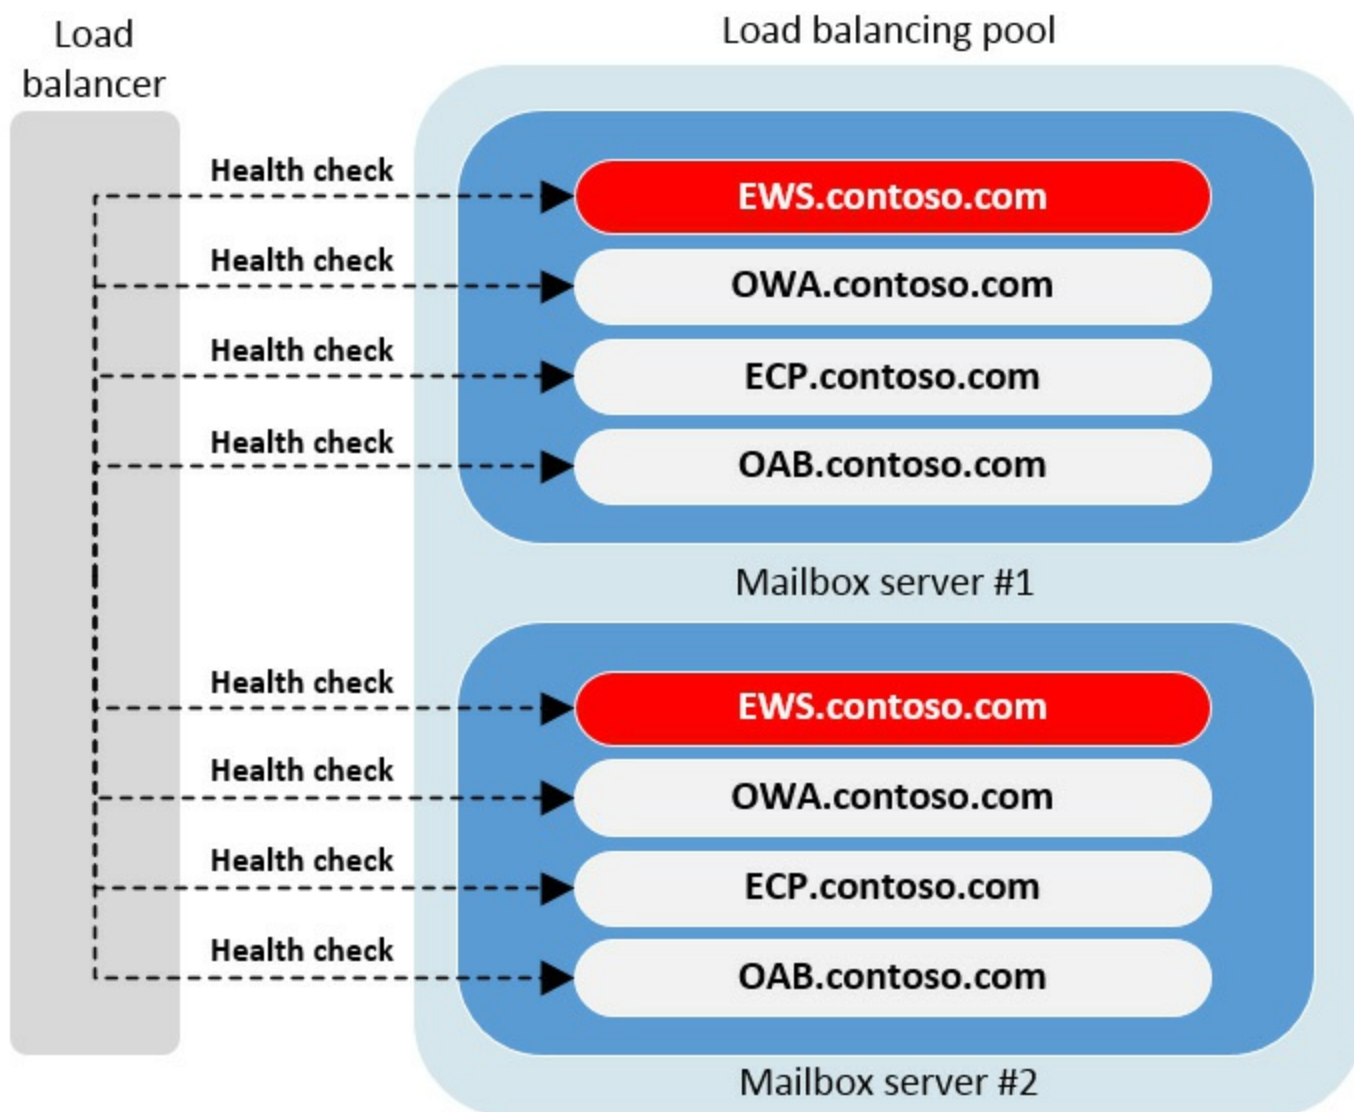 Load
balancer
Load balancing pool
Health check
EWS.contoso.com
Health check
OWA.contoso.com
Health check
ECP.contoso.com
Health check
OAB.contoso.com
Mailbox server #1
Health check
EWS.contoso.com
Health check
OWA.contoso.com
Health check
ECP.contoso.com
Health check
OAB.contoso.com
Mailbox server #2